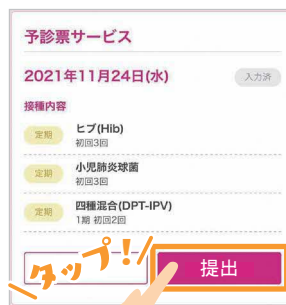 予診票サービス
2021年11月24日(水)
入力済
接種内容
定期
ヒブ(Hib)
初回3回
定期
小児肺炎球菌
初回3回
定期
四種混合(DPT-IPV)
1期 初回2回
タップ!
提出